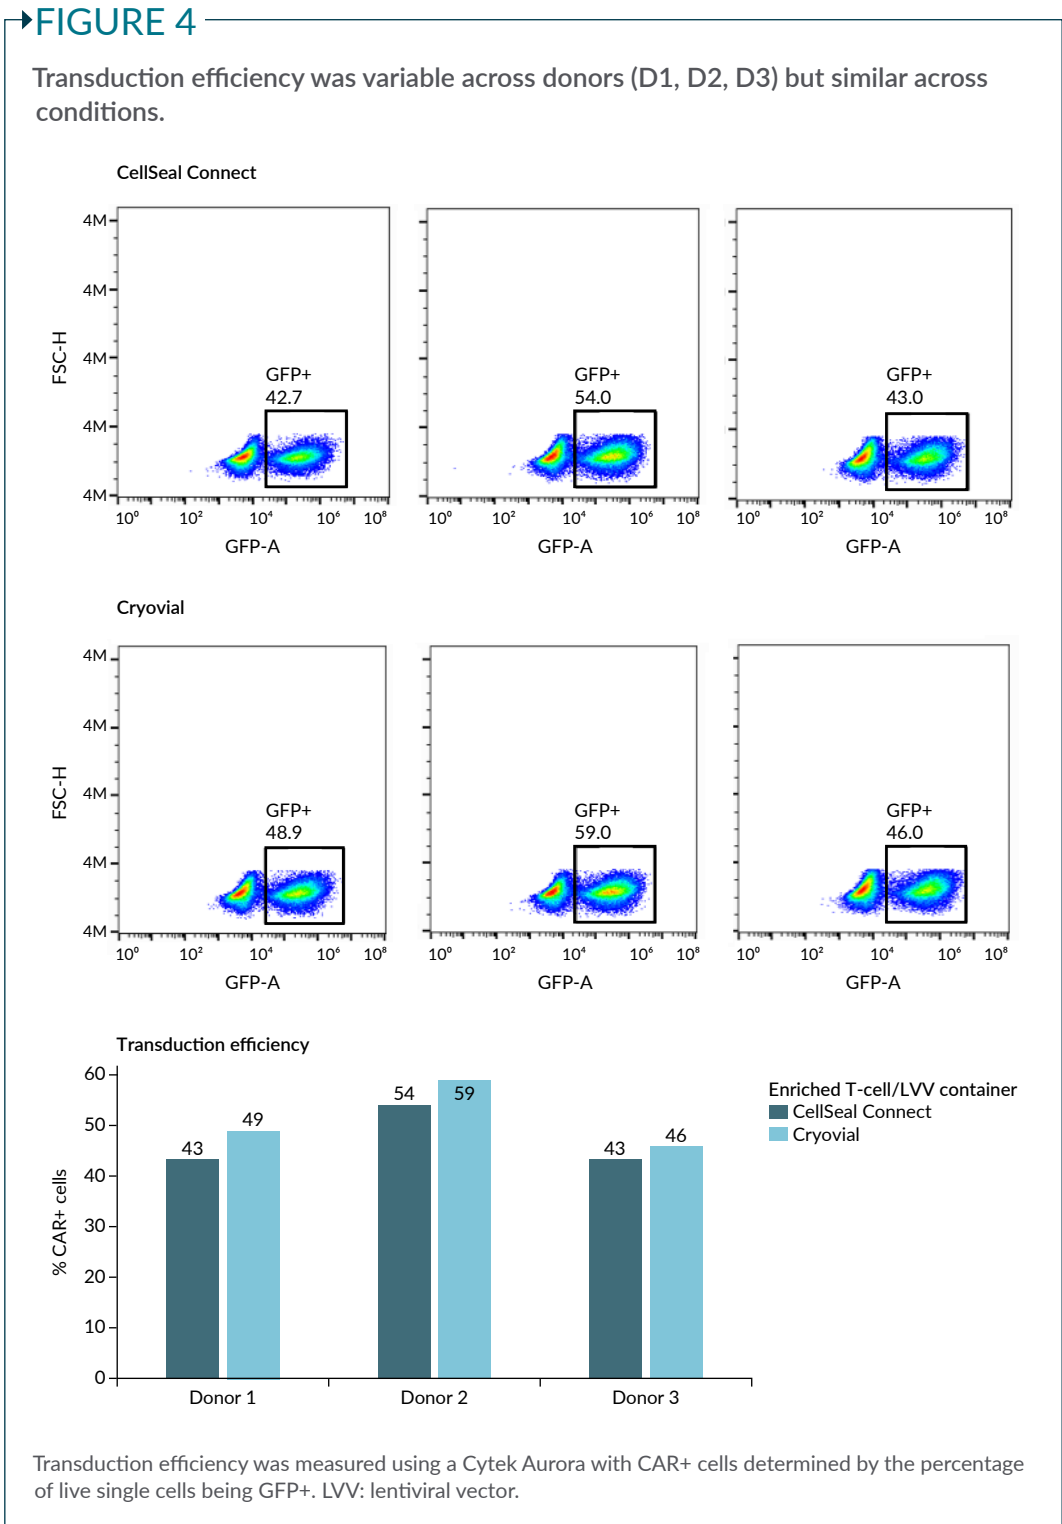 FIGURE 4
Transduction efficiency was variable across donors (D1, D2, D3) but similar across
conditions.
CellSeal Connect
4M
4M
4M
4M
4M
FSC-H
GFP+
42.7
GFP+
54.0
GFP+
43.0
10⁰ 10² 10⁴ 10⁶ 10⁸
10⁰ 10² 10⁴ 10⁶ 10⁸
10⁰ 10² 10⁴ 10⁶ 10⁸
GFP-A
GFP-A
GFP-A
Cryovial
4M
4M
4M
4M
4M
FSC-H
GFP+
48.9
GFP+
59.0
GFP+
46.0
10⁰ 10² 10⁴ 10⁶ 10⁸
10⁰ 10² 10⁴ 10⁶ 10⁸
10⁰ 10² 10⁴ 10⁶ 10⁸
GFP-A
GFP-A
GFP-A
Transduction efficiency
60
50
40
30
20
10
0
% CAR+ cells
43
49
54
59
43
46
Donor 1
Donor 2
Donor 3
Enriched T-cell/LVV container
CellSeal Connect
Cryovial
Transduction efficiency was measured using a Cytek Aurora with CAR+ cells determined by the percentage
of live single cells being GFP+. LVV: lentiviral vector.